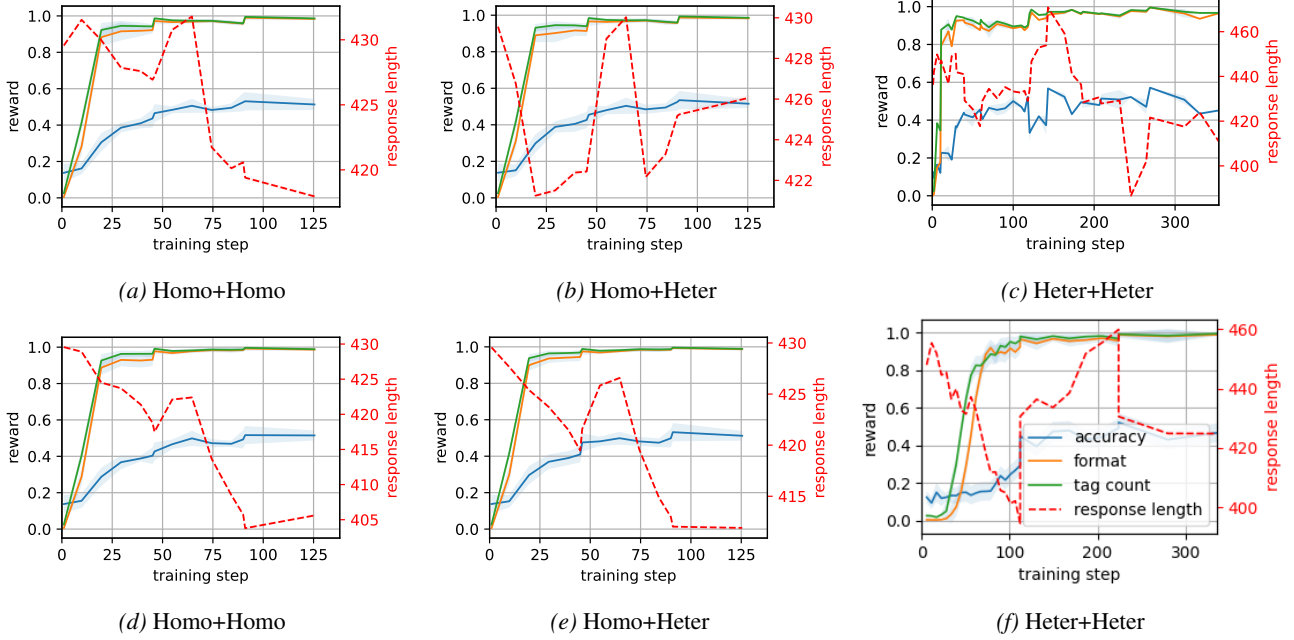 1.0
0.8
0.6
0.4
0.2
0.0
reward
0 25 50 75 100 125
training step
430
425
420
response length
(a) Homo+Homo
1.0
0.8
0.6
0.4
0.2
0.0
reward
0 25 50 75 100 125
training step
430
428
426
424
422
response length
(b) Homo+Heter
1.0
0.8
0.6
0.4
0.2
0.0
reward
0 100 200 300
training step
460
440
420
400
response length
(c) Heter+Heter
1.0
0.8
0.6
0.4
0.2
0.0
reward
0 25 50 75 100 125
training step
430
425
420
415
410
405
response length
(d) Homo+Homo
1.0
0.8
0.6
0.4
0.2
0.0
reward
0 25 50 75 100 125
training step
430
425
420
415
response length
(e) Homo+Heter
1.0
0.8
0.6
0.4
0.2
0.0
reward
0 100 200 300
training step
460
440
420
400
response length
accuracy
format
tag count
response length
(f) Heter+Heter